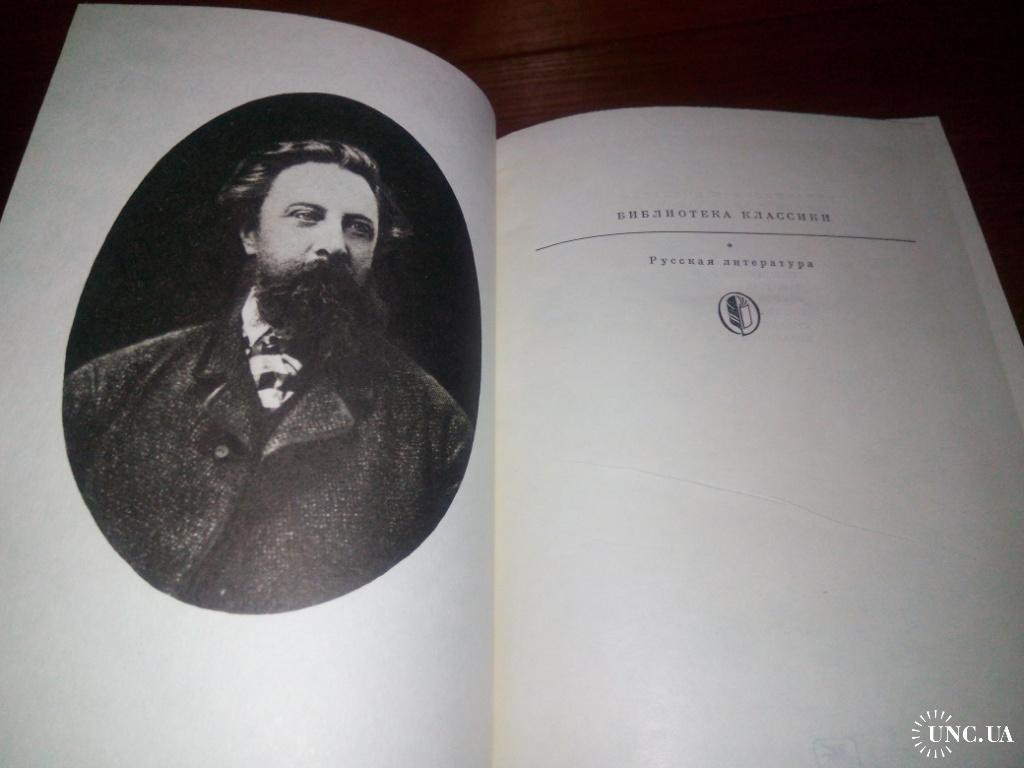 БИБЛИОТЕКА КЛАССИКИ
Русская литература
UNC.UA